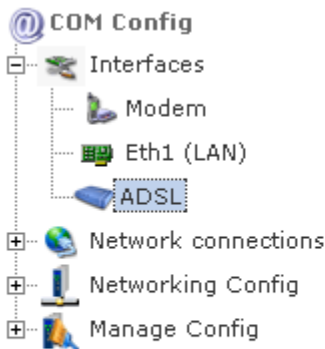 @ COM Config
Interfaces
Modem
Eth1 (LAN)
ADSL
Network connections
Networking Config
Manage Config